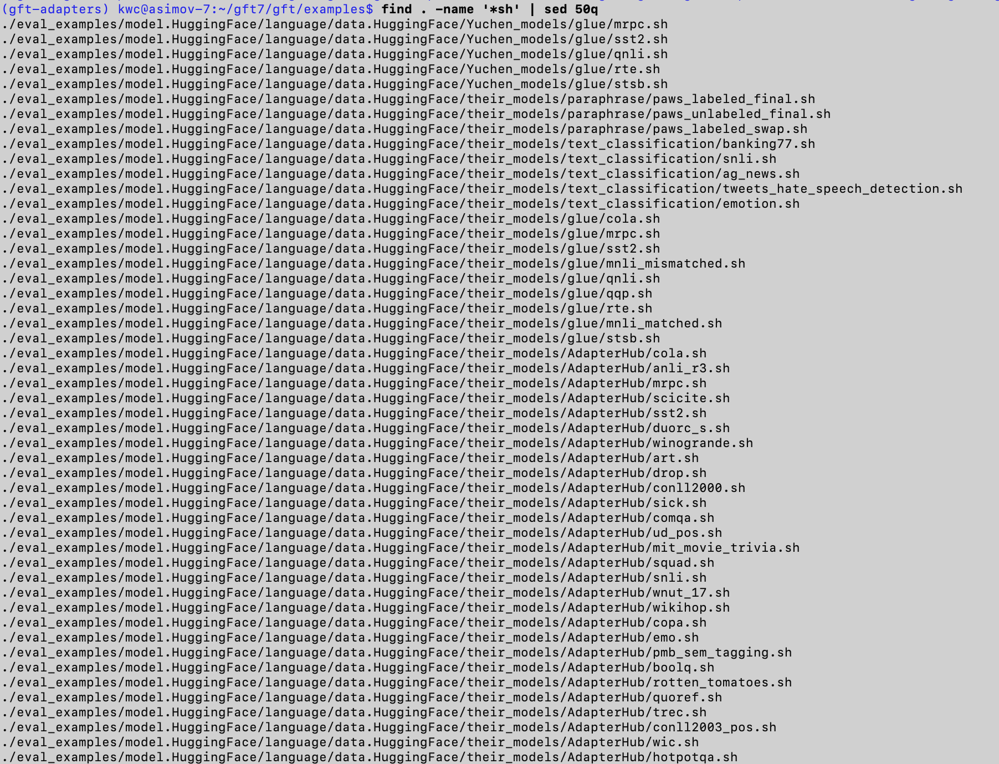 (gft-adapters) kwc@asimov-7:~/gft7/gft/examples$ find . -name '*sh' | sed 50q
./eval_examples/model.HuggingFace/language/data.HuggingFace/Yuchen_models/glue/mrpc.sh
./eval_examples/model.HuggingFace/language/data.HuggingFace/Yuchen_models/glue/sst2.sh
./eval_examples/model.HuggingFace/language/data.HuggingFace/Yuchen_models/glue/qnli.sh
./eval_examples/model.HuggingFace/language/data.HuggingFace/Yuchen_models/glue/rte.sh
./eval_examples/model.HuggingFace/language/data.HuggingFace/Yuchen_models/glue/stsb.sh
./eval_examples/model.HuggingFace/language/data.HuggingFace/their_models/paraphrase/paws_labeled_final.sh
./eval_examples/model.HuggingFace/language/data.HuggingFace/their_models/paraphrase/paws_unlabeled_final.sh
./eval_examples/model.HuggingFace/language/data.HuggingFace/their_models/paraphrase/paws_labeled_swap.sh
./eval_examples/model.HuggingFace/language/data.HuggingFace/their_models/text_classification/banking77.sh
./eval_examples/model.HuggingFace/language/data.HuggingFace/their_models/text_classification/snli.sh
./eval_examples/model.HuggingFace/language/data.HuggingFace/their_models/text_classification/ag_news.sh
./eval_examples/model.HuggingFace/language/data.HuggingFace/their_models/text_classification/tweets_hate_speech_detection.sh
./eval_examples/model.HuggingFace/language/data.HuggingFace/their_models/text_classification/emotion.sh
./eval_examples/model.HuggingFace/language/data.HuggingFace/their_models/glue/cola.sh
./eval_examples/model.HuggingFace/language/data.HuggingFace/their_models/glue/mrpc.sh
./eval_examples/model.HuggingFace/language/data.HuggingFace/their_models/glue/sst2.sh
./eval_examples/model.HuggingFace/language/data.HuggingFace/their_models/glue/mnli_mismatched.sh
./eval_examples/model.HuggingFace/language/data.HuggingFace/their_models/glue/qnli.sh
./eval_examples/model.HuggingFace/language/data.HuggingFace/their_models/glue/qqp.sh
./eval_examples/model.HuggingFace/language/data.HuggingFace/their_models/glue/rte.sh
./eval_examples/model.HuggingFace/language/data.HuggingFace/their_models/glue/mnli_matched.sh
./eval_examples/model.HuggingFace/language/data.HuggingFace/their_models/glue/stsb.sh
./eval_examples/model.HuggingFace/language/data.HuggingFace/their_models/AdapterHub/cola.sh
./eval_examples/model.HuggingFace/language/data.HuggingFace/their_models/AdapterHub/anli_r3.sh
./eval_examples/model.HuggingFace/language/data.HuggingFace/their_models/AdapterHub/mrpc.sh
./eval_examples/model.HuggingFace/language/data.HuggingFace/their_models/AdapterHub/scicite.sh
./eval_examples/model.HuggingFace/language/data.HuggingFace/their_models/AdapterHub/sst2.sh
./eval_examples/model.HuggingFace/language/data.HuggingFace/their_models/AdapterHub/duorc_s.sh
./eval_examples/model.HuggingFace/language/data.HuggingFace/their_models/AdapterHub/winogrande.sh
./eval_examples/model.HuggingFace/language/data.HuggingFace/their_models/AdapterHub/art.sh
./eval_examples/model.HuggingFace/language/data.HuggingFace/their_models/AdapterHub/drop.sh
./eval_examples/model.HuggingFace/language/data.HuggingFace/their_models/AdapterHub/conll2000.sh
./eval_examples/model.HuggingFace/language/data.HuggingFace/their_models/AdapterHub/sick.sh
./eval_examples/model.HuggingFace/language/data.HuggingFace/their_models/AdapterHub/comqa.sh
./eval_examples/model.HuggingFace/language/data.HuggingFace/their_models/AdapterHub/ud_pos.sh
./eval_examples/model.HuggingFace/language/data.HuggingFace/their_models/AdapterHub/mit_movie_trivia.sh
./eval_examples/model.HuggingFace/language/data.HuggingFace/their_models/AdapterHub/squad.sh
./eval_examples/model.HuggingFace/language/data.HuggingFace/their_models/AdapterHub/snli.sh
./eval_examples/model.HuggingFace/language/data.HuggingFace/their_models/AdapterHub/wnut_17.sh
./eval_examples/model.HuggingFace/language/data.HuggingFace/their_models/AdapterHub/wikihop.sh
./eval_examples/model.HuggingFace/language/data.HuggingFace/their_models/AdapterHub/copa.sh
./eval_examples/model.HuggingFace/language/data.HuggingFace/their_models/AdapterHub/emo.sh
./eval_examples/model.HuggingFace/language/data.HuggingFace/their_models/AdapterHub/pmb_sem_tagging.sh
./eval_examples/model.HuggingFace/language/data.HuggingFace/their_models/AdapterHub/boolq.sh
./eval_examples/model.HuggingFace/language/data.HuggingFace/their_models/AdapterHub/rotten_tomatoes.sh
./eval_examples/model.HuggingFace/language/data.HuggingFace/their_models/AdapterHub/quoref.sh
./eval_examples/model.HuggingFace/language/data.HuggingFace/their_models/AdapterHub/trec.sh
./eval_examples/model.HuggingFace/language/data.HuggingFace/their_models/AdapterHub/conll2003_pos.sh
./eval_examples/model.HuggingFace/language/data.HuggingFace/their_models/AdapterHub/wic.sh
./eval_examples/model.HuggingFace/language/data.HuggingFace/their_models/AdapterHub/hotpotqa.sh